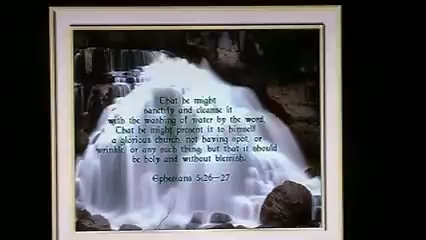 That he might
sanctify and cleanse it
with the washing of water by the word,
That he might present it to himself
a glorious church, not having spot, or
wrinkle, or any such thing; but that it should
be holy and without blemish.
Ephesians 5:26-27